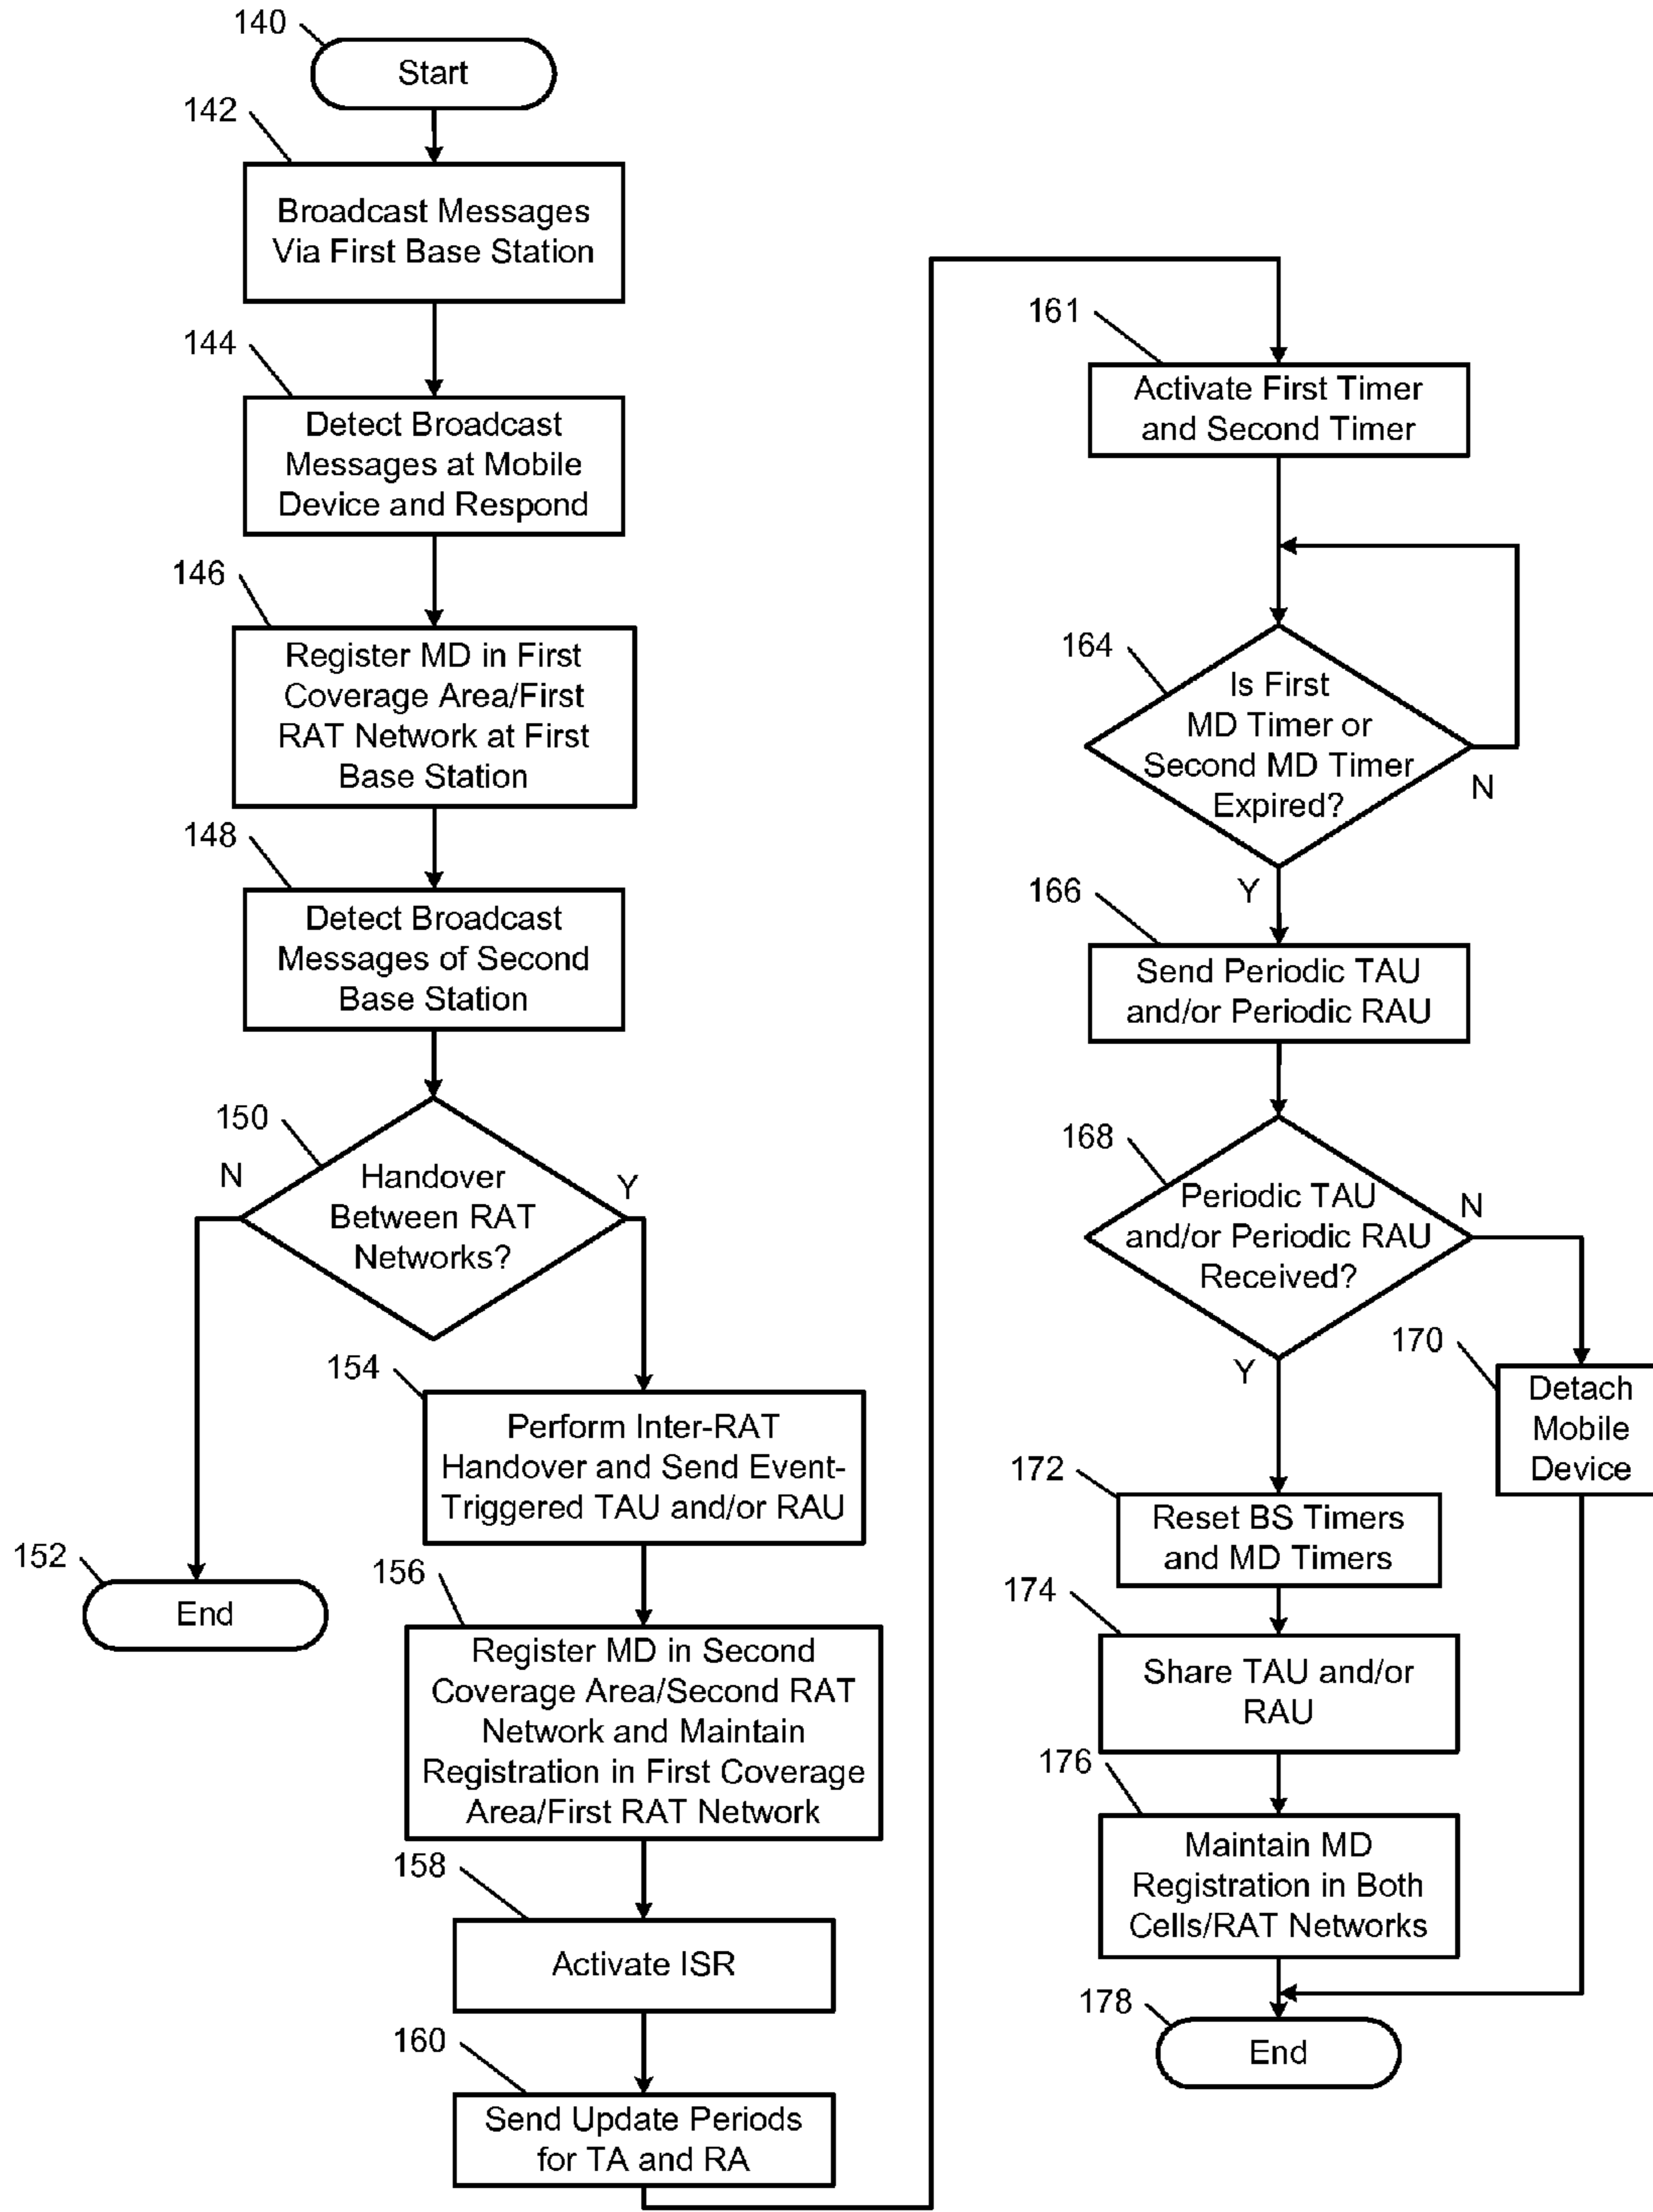 140
Start
142
Broadcast Messages
Via First Base Station
144
Detect Broadcast
Messages at Mobile
Device and Respond
146
Register MD in First
Coverage Area/First
RAT Network at First
Base Station
148
Detect Broadcast
Messages of Second
Base Station
150
N
Y
Handover
Between RAT
Networks?
152
End
154
Perform Inter-RAT
Handover and Send Event-
Triggered TAU and/or RAU
156
Register MD in Second
Coverage Area/Second RAT
Network and Maintain
Registration in First Coverage
Area/First RAT Network
158
Activate ISR
160
Send Update Periods
for TA and RA
161
Activate First Timer
and Second Timer
164
Is First
MD Timer or
Second MD Timer
Expired?
N
Y
166
Send Periodic TAU
and/or Periodic RAU
168
Periodic TAU
and/or Periodic RAU
Received?
N
Y
170
Detach
Mobile
Device
172
Reset BS Timers
and MD Timers
174
Share TAU and/or
RAU
176
Maintain MD
Registration in Both
Cells/RAT Networks
178
End